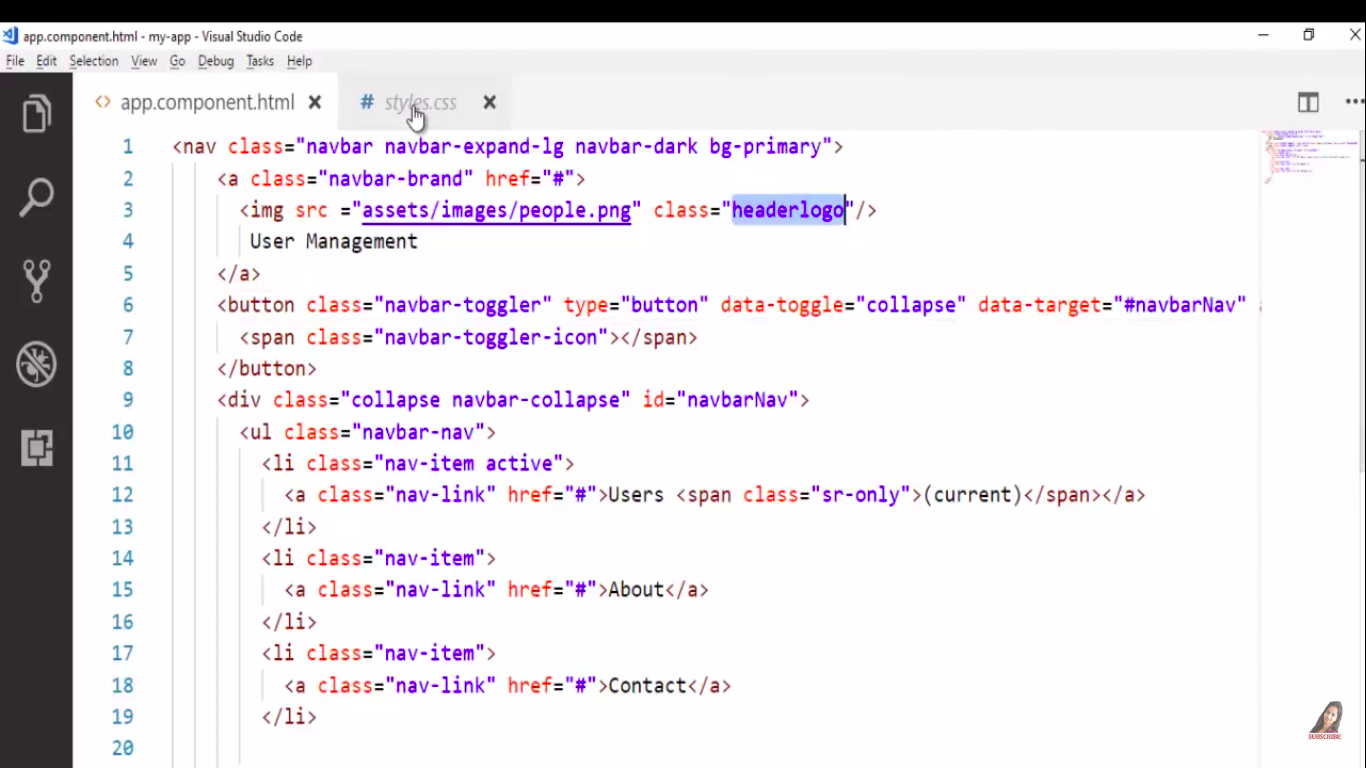 app.component.html - my-app - Visual Studio Code
File Edit Selection View Go Debug Tasks Help
<> app.component.html # styles.css
1 <nav class="navbar navbar-expand-lg navbar-dark bg-primary">
2 <a class="navbar-brand" href="#">
3 <img src ="assets/images/people.png" class="headerlogo"/>
4 User Management
5 </a>
6 <button class="navbar-toggler" type="button" data-toggle="collapse" data-target="#navbarNav"
7 <span class="navbar-toggler-icon"></span>
8 </button>
9 <div class="collapse navbar-collapse" id="navbarNav">
10 <ul class="navbar-nav">
11 <li class="nav-item active">
12 <a class="nav-link" href="#">Users <span class="sr-only">(current)</span></a>
13 </li>
14 <li class="nav-item">
15 <a class="nav-link" href="#">About</a>
16 </li>
17 <li class="nav-item">
18 <a class="nav-link" href="#">Contact</a>
19 </li>
20
SUBSCRIBE